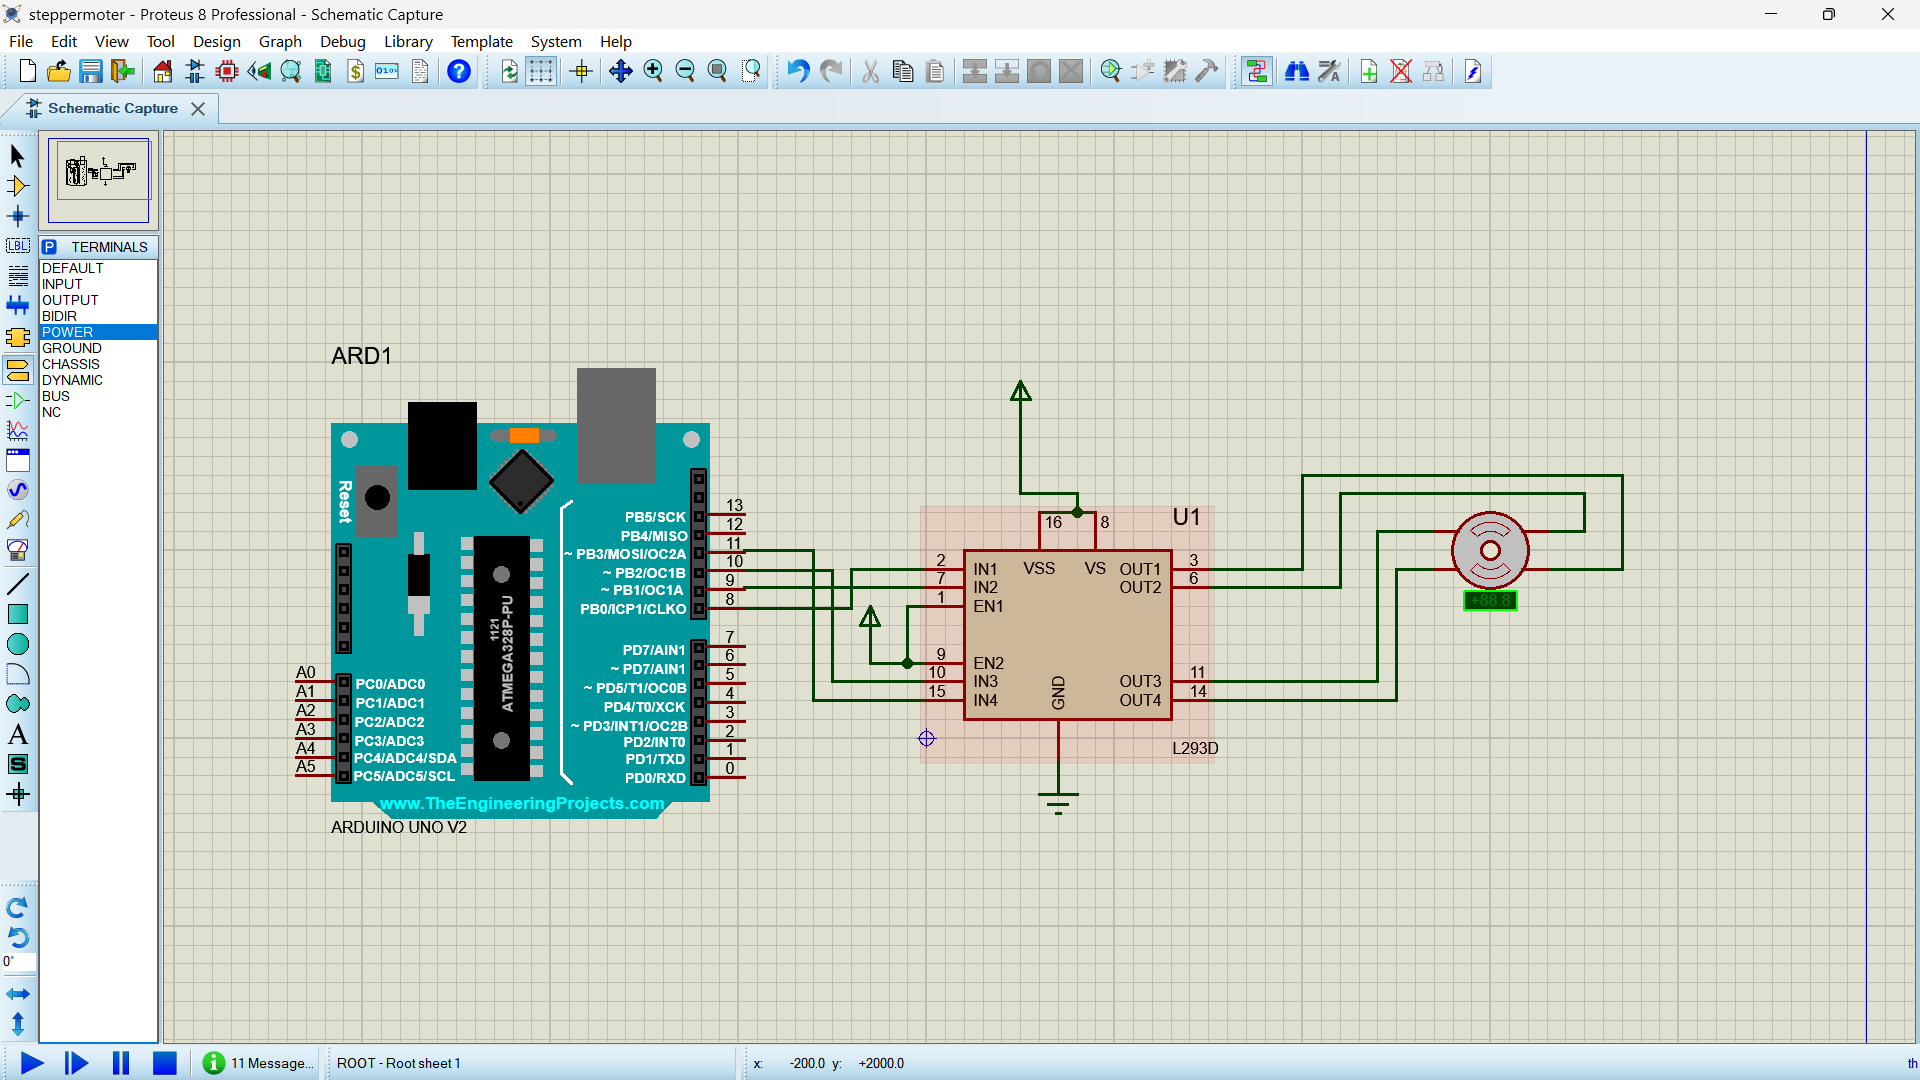 steppermoter - Proteus 8 Professional - Schematic Capture
File Edit View Tool Design Graph Debug Library Template System Help
Schematic Capture
P TERMINALS
DEFAULT
INPUT
OUTPUT
BIDIR
POWER
GROUND
CHASSIS
DYNAMIC
BUS
NC
LBL
A
S
0°
ARD1
Reset
1121
ATMEGA328P-PU
PB5/SCK 13
PB4/MISO 12
~ PB3/MOSI/OC2A 11
~ PB2/OC1B 10
~ PB1/OC1A 9
PB0/ICP1/CLKO 8
PD7/AIN1 7
~ PD7/AIN1 6
~ PD5/T1/OC0B 5
PD4/T0/XCK 4
~ PD3/INT1/OC2B 3
PD2/INT0 2
PD1/TXD 1
PD0/RXD 0
A0 PC0/ADC0
A1 PC1/ADC1
A2 PC2/ADC2
A3 PC3/ADC3
A4 PC4/ADC4/SDA
A5 PC5/ADC5/SCL
www.TheEngineeringProjects.com
ARDUINO UNO V2
U1
16 8
VSS VS
2 IN1 OUT1 3
7 IN2 OUT2 6
1 EN1
9 EN2
10 IN3 OUT3 11
15 IN4 OUT4 14
GND
L293D
+88.8
11 Message...
ROOT - Root sheet 1
x: -200.0 y: +2000.0
th